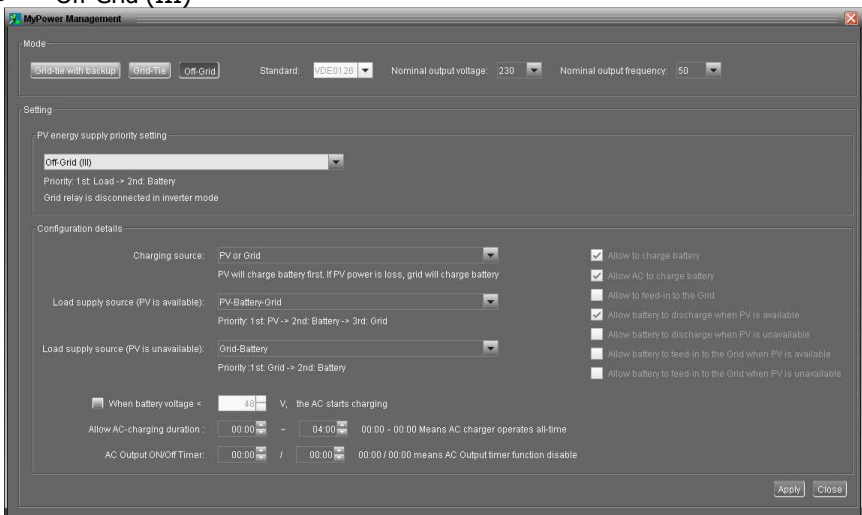 Off-Grid (III)
MyPower Management
Mode
Grid-tie with backup Grid-Tie Off-Grid Standard: VDE0126 Nominal output voltage: 230 Nominal output frequency: 50
Setting
PV energy supply priority setting
Off-Grid (III)
Priority: 1st: Load -> 2nd: Battery
Grid relay is disconnected in inverter mode
Configuration details
Charging source: PV or Grid
PV will charge battery first. If PV power is loss, grid will charge battery
Load supply source (PV is available): PV-Battery-Grid
Priority: 1st: PV -> 2nd: Battery-> 3rd: Grid
Load supply source (PV is unavailable): Grid-Battery
Priority :1st: Grid -> 2nd: Battery
Allow to charge battery
Allow AC to charge battery
Allow to feed-in to the Grid
Allow battery to discharge when PV is available
Allow battery to discharge when PV is unavailable
Allow battery to feed-in to the Grid when PV is available
Allow battery to feed-in to the Grid when PV is unavailable
When battery voltage < 48 V, the AC starts charging
Allow AC-charging duration : 00:00 ~ 04:00 00:00 - 00:00 Means AC charger operates all-time
AC Output ON/Off Timer: 00:00 / 00:00 00:00 / 00:00 means AC Output timer function disable
Apply Close